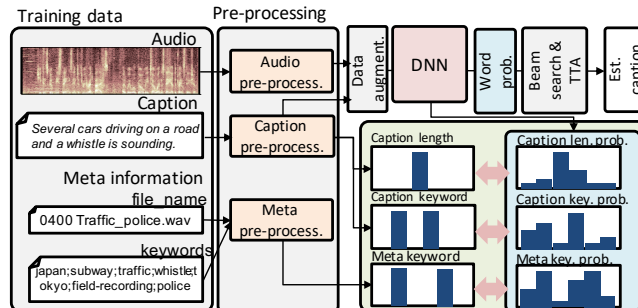 Training data
Pre-processing
Audio
Audio
pre-process.
Data
augment.
DNN
Word
prob.
Beam
search &
TTA
Est.
caption
Caption
Several cars driving on a road
and a whistle is sounding.
Caption
pre-process.
Meta information
file_name
0400 Traffic_police.wav
keywords
japan;subway;traffic;whistle;t
okyo;field-recording;police
Meta
pre-process.
Caption length
Caption len. prob.
Caption keyword
Caption key. prob.
Meta keyword
Meta key. prob.